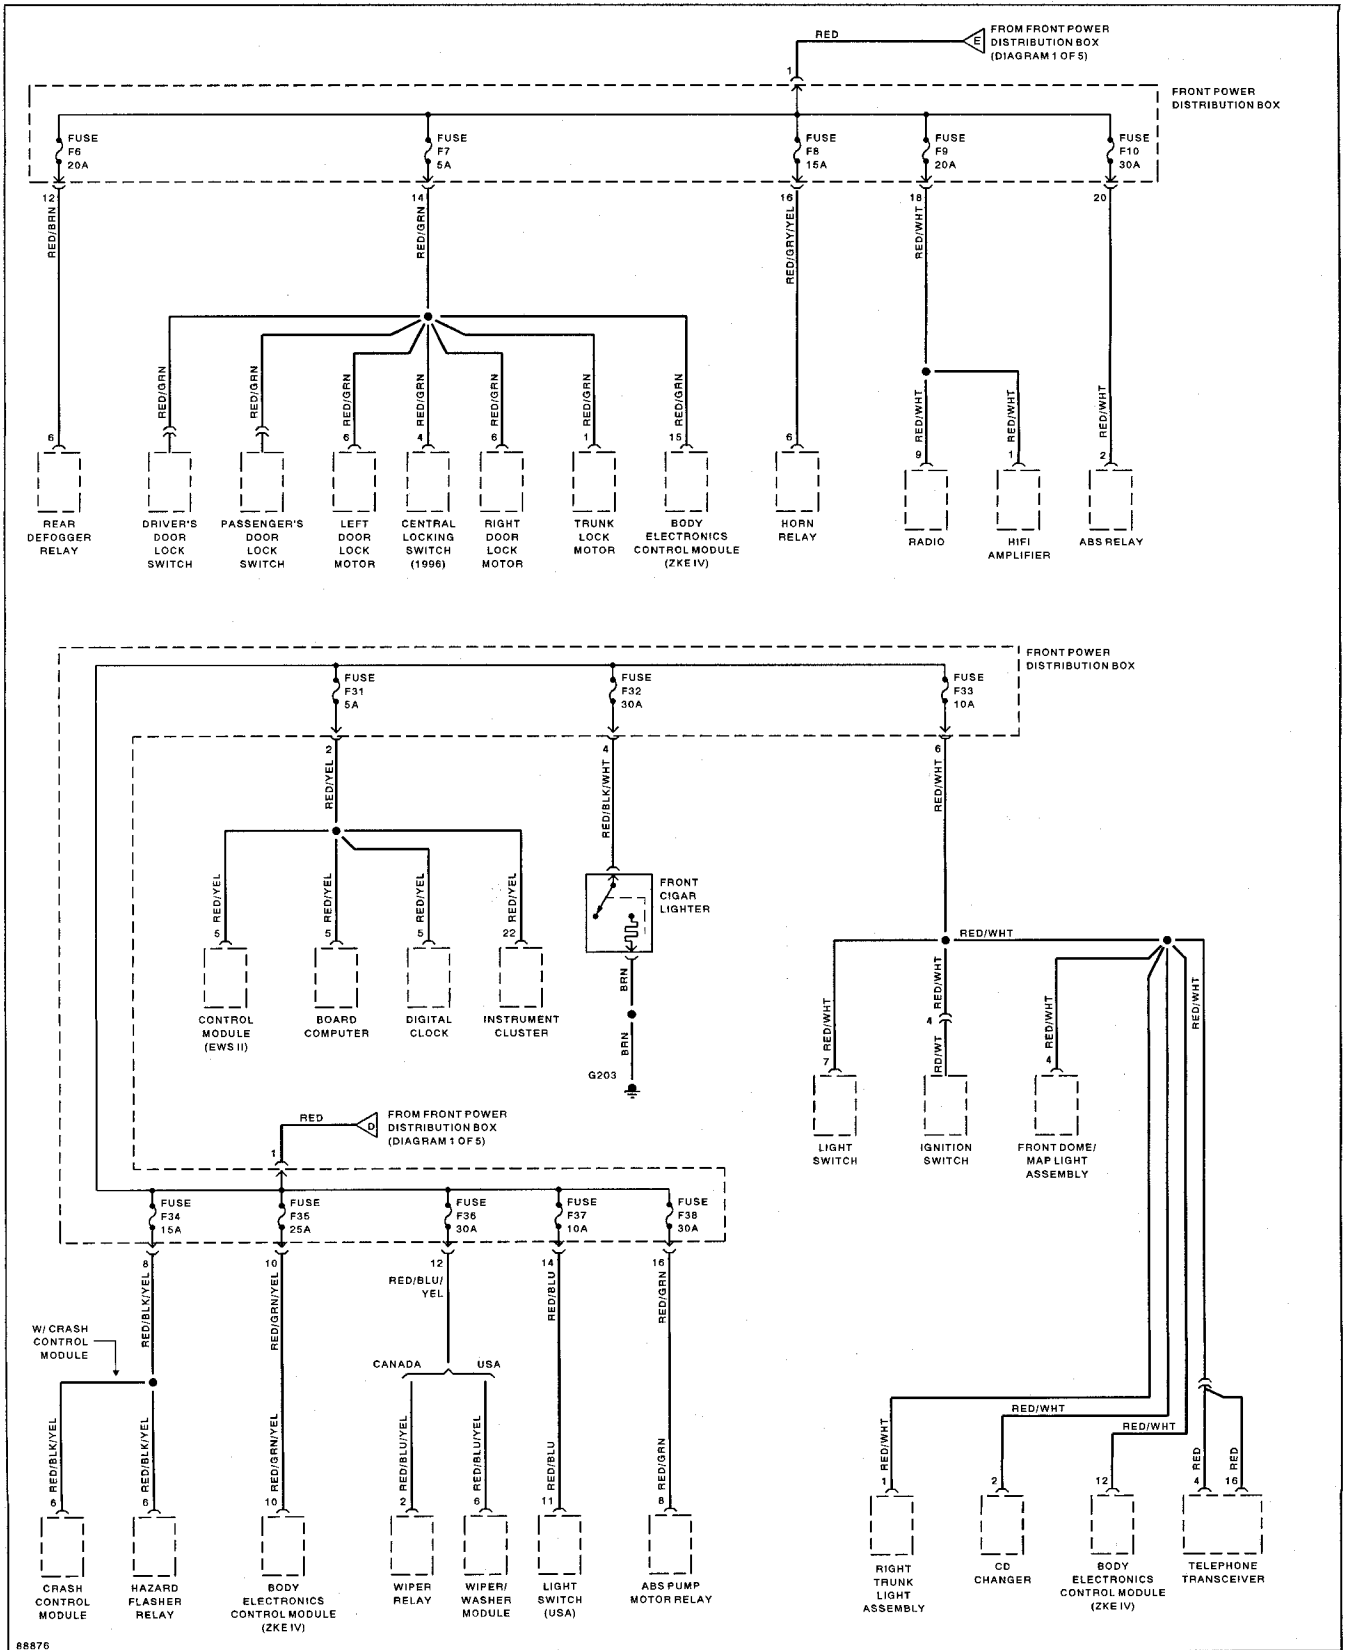 RED
E
FROM FRONT POWER
DISTRIBUTION BOX
(DIAGRAM 1 OF 5)
1
FRONT POWER
DISTRIBUTION BOX
FUSE
F6
20A
FUSE
F7
5A
FUSE
F8
15A
FUSE
F9
20A
FUSE
F10
30A
12
14
16
18
20
RED/BRN
RED/GRN
RED/GRY/YEL
RED/WHT
RED/GRN
RED/GRN
RED/GRN
RED/GRN
RED/GRN
RED/GRN
RED/GRN
RED/WHT
RED/WHT
RED/WHT
6
6
4
6
1
15
6
9
1
2
REAR
DEFOGGER
RELAY
DRIVER'S
DOOR
LOCK
SWITCH
PASSENGER'S
DOOR
LOCK
SWITCH
LEFT
DOOR
LOCK
MOTOR
CENTRAL
LOCKING
SWITCH
(1996)
RIGHT
DOOR
LOCK
MOTOR
TRUNK
LOCK
MOTOR
BODY
ELECTRONICS
CONTROL MODULE
(ZKE IV)
HORN
RELAY
RADIO
HIFI
AMPLIFIER
ABS RELAY
FRONT POWER
DISTRIBUTION BOX
FUSE
F31
5A
FUSE
F32
30A
FUSE
F33
10A
2
4
6
RED/YEL
RED/BLK/WHT
RED/WHT
RED/YEL
RED/YEL
RED/YEL
RED/YEL
5
5
5
22
FRONT
CIGAR
LIGHTER
CONTROL
MODULE
(EWS II)
BOARD
COMPUTER
DIGITAL
CLOCK
INSTRUMENT
CLUSTER
BRN
BRN
G203
RED/WHT
RED/WHT
RED/WHT
4
RD/WT
RED/WHT
RED/WHT
7
4
LIGHT
SWITCH
IGNITION
SWITCH
FRONT DOME/
MAP LIGHT
ASSEMBLY
RED
D
FROM FRONT POWER
DISTRIBUTION BOX
(DIAGRAM 1 OF 5)
1
FUSE
F34
15A
FUSE
F35
25A
FUSE
F36
30A
FUSE
F37
10A
FUSE
F38
30A
8
10
12
14
16
RED/BLK/YEL
RED/GRN/YEL
RED/BLU/
YEL
RED/BLU
RED/GRN
W/ CRASH
CONTROL
MODULE
CANADA
USA
RED/BLK/YEL
RED/BLK/YEL
RED/GRN/YEL
RED/BLU/YEL
RED/BLU/YEL
RED/BLU
RED/GRN
6
6
10
2
6
11
8
CRASH
CONTROL
MODULE
HAZARD
FLASHER
RELAY
BODY
ELECTRONICS
CONTROL MODULE
(ZKE IV)
WIPER
RELAY
WIPER/
WASHER
MODULE
LIGHT
SWITCH
(USA)
ABS PUMP
MOTOR RELAY
RED/WHT
RED/WHT
RED/WHT
RED
RED
1
2
12
4
16
RIGHT
TRUNK
LIGHT
ASSEMBLY
CD
CHANGER
BODY
ELECTRONICS
CONTROL MODULE
(ZKE IV)
TELEPHONE
TRANSCEIVER
88876